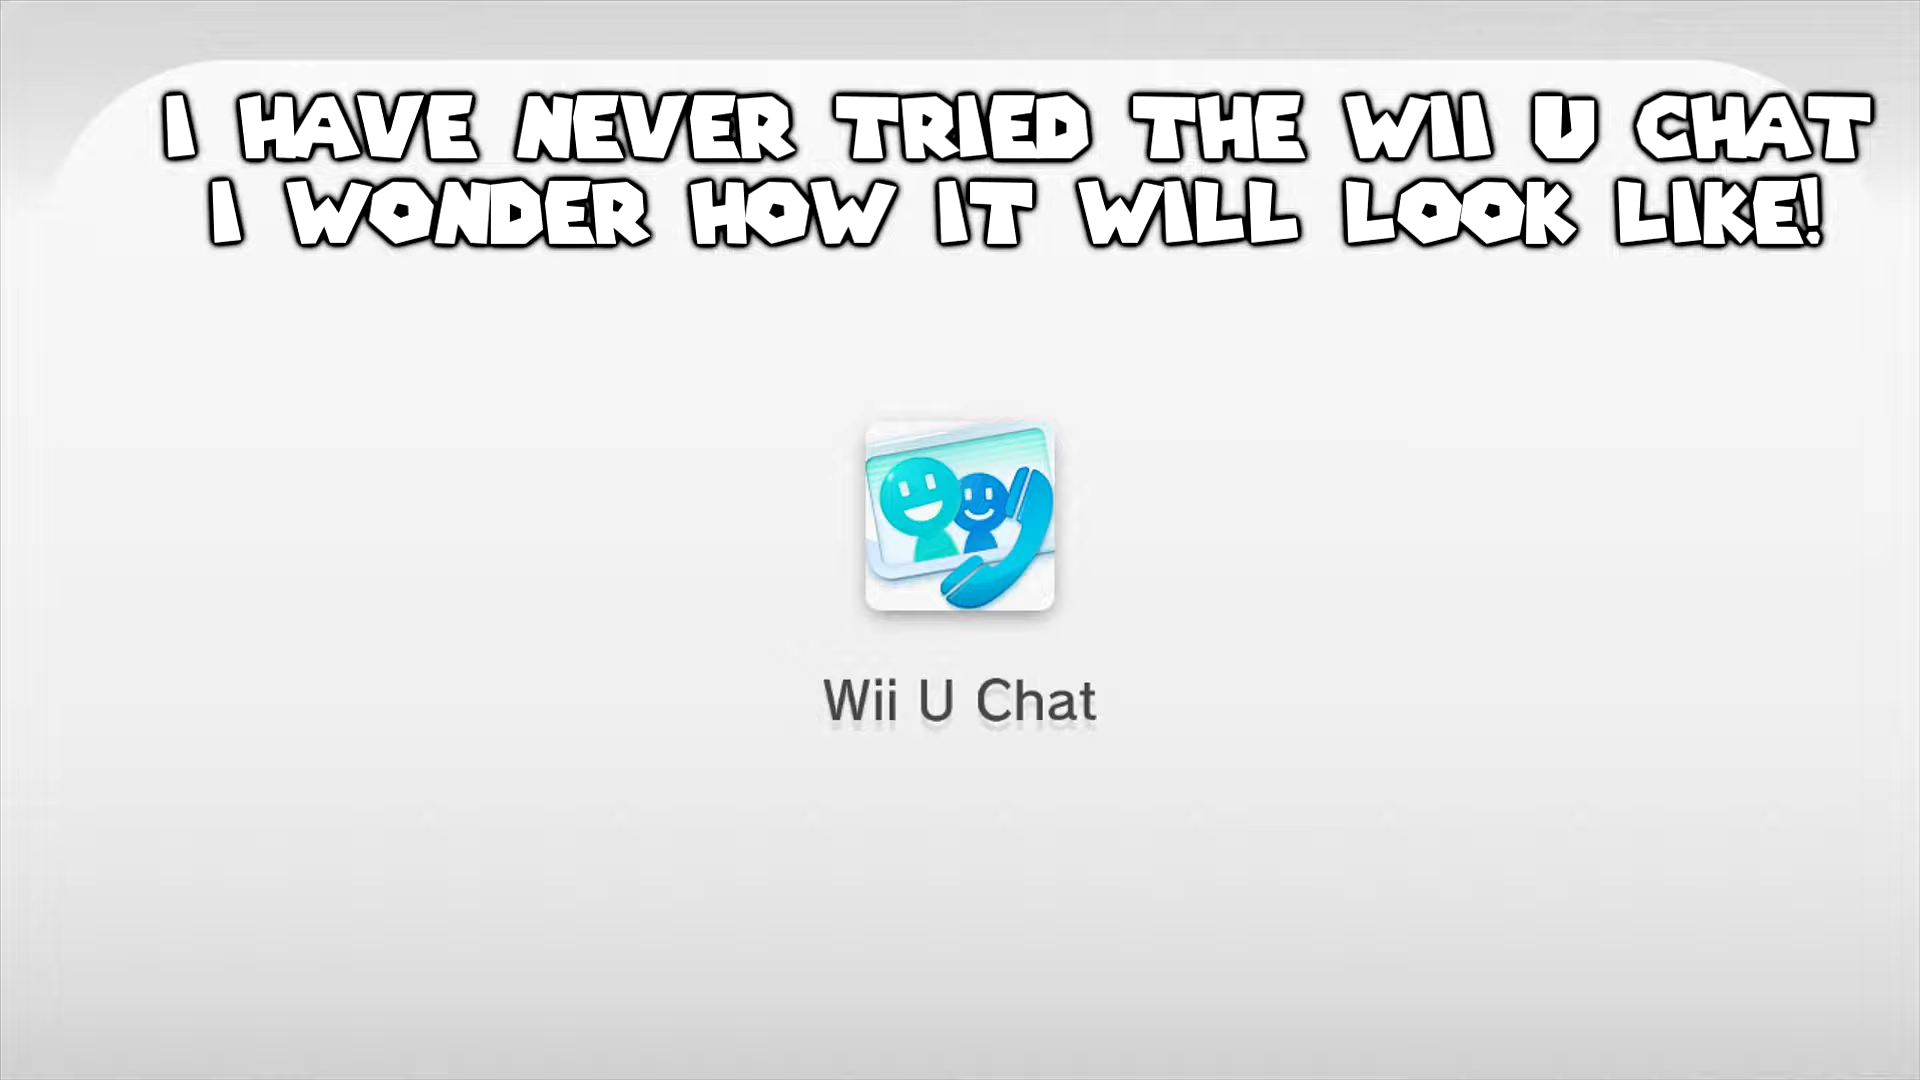 I HAVE NEVER TRIED THE WII U CHAT
I WONDER HOW IT WILL LOOK LIKE!
Wii U Chat